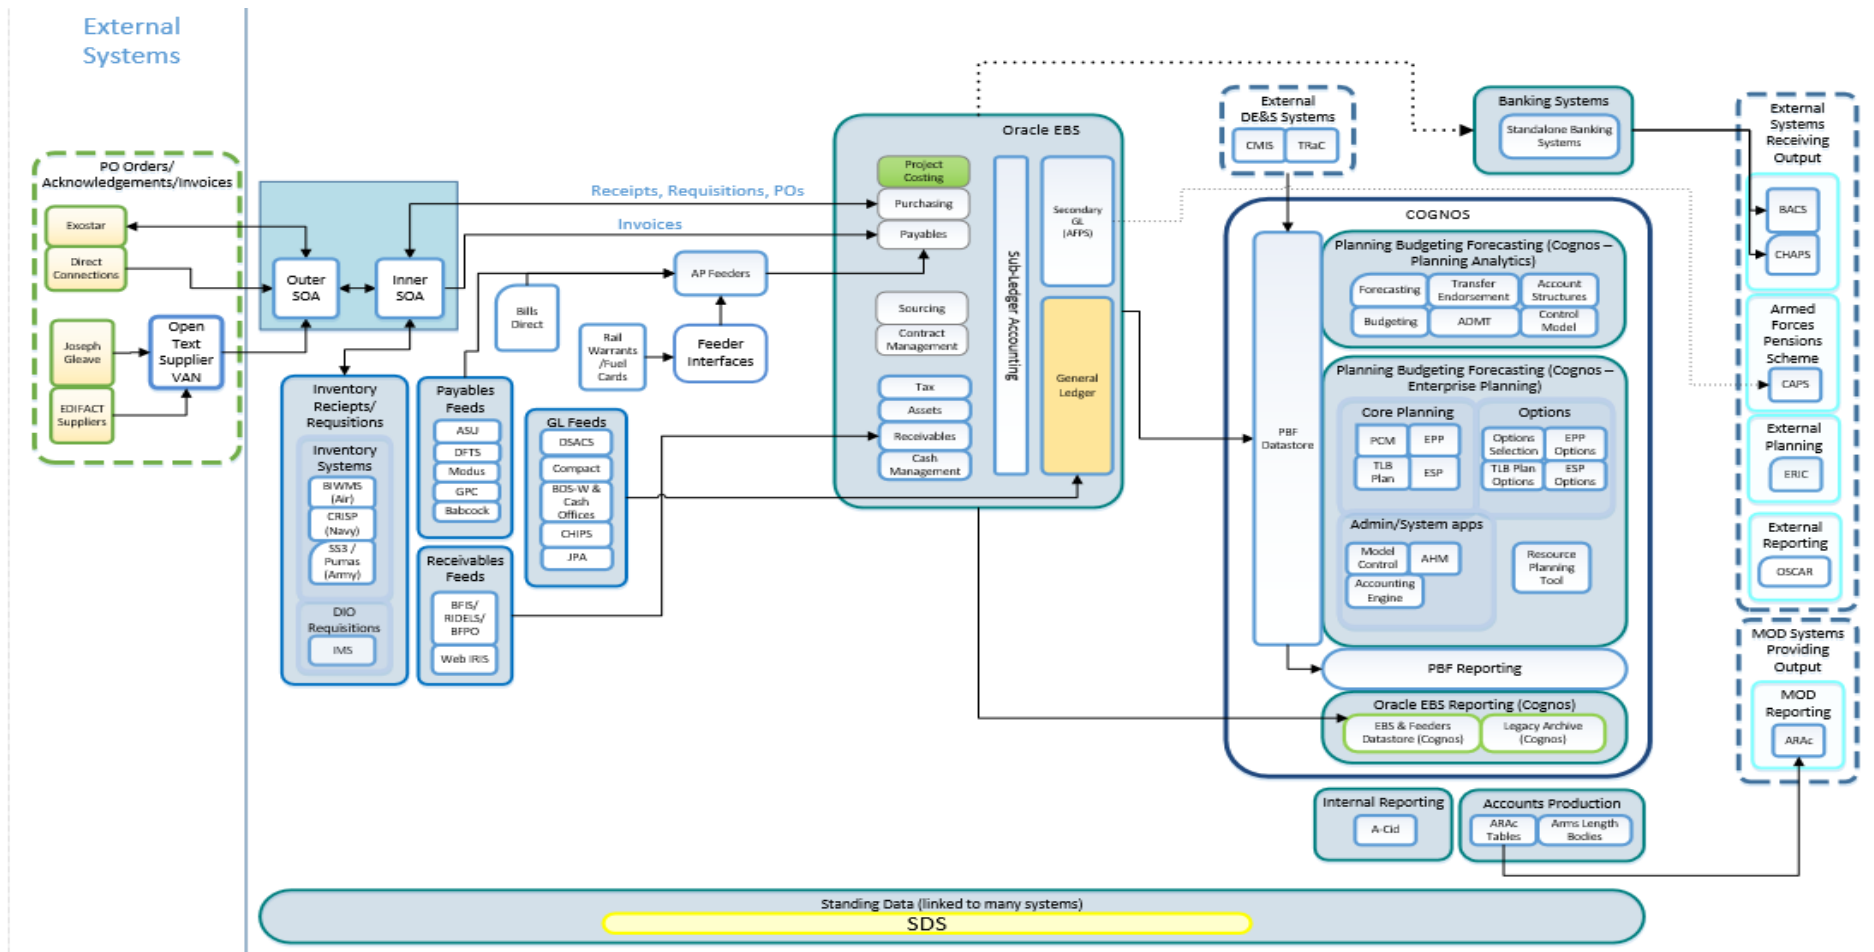 External
Systems
PO Orders/
Acknowledgements/Invoices
Exostar
Direct
Connections
Joseph
Gleave
EDIFACT
Suppliers
Open
Text
Supplier
VAN
Outer
SOA
Inner
SOA
Receipts, Requisitions, POs
Invoices
Inventory
Reciepts/
Requsitions
Inventory
Systems
BIWMS
(Air)
CRISP
(Navy)
SS3 /
Pumas
(Army)
DIO
Requisitions
IMS
Payables
Feeds
ASU
DFTS
Modus
GPC
Babcock
Receivables
Feeds
BFIS/
RIDELS/
BFPO
Web IRIS
Bills
Direct
GL Feeds
DSACS
Compact
BOS-W &
Cash
Offices
CHIPS
JPA
Rail
Warrants
/Fuel
Cards
AP Feeders
Feeder
Interfaces
Oracle EBS
Project
Costing
Purchasing
Payables
Sourcing
Contract
Management
Tax
Assets
Receivables
Cash
Management
Sub-Ledger Accounting
Secondary
GL
(AFPS)
General
Ledger
External
DE&S Systems
CMIS
TRaC
Banking Systems
Standalone Banking
Systems
COGNOS
PBF
Datastore
Planning Budgeting Forecasting (Cognos –
Planning Analytics)
Forecasting
Transfer
Endorsement
Account
Structures
Budgeting
ADMT
Control
Model
Planning Budgeting Forecasting (Cognos –
Enterprise Planning)
Core Planning
PCM
EPP
TLB
Plan
ESP
Options
Options
Selection
EPP
Options
TLB Plan
Options
ESP
Options
Admin/System apps
Model
Control
AHM
Accounting
Engine
Resource
Planning
Tool
PBF Reporting
Oracle EBS Reporting (Cognos)
EBS & Feeders
Datastore (Cognos)
Legacy Archive
(Cognos)
Internal Reporting
A-Cid
Accounts Production
ARAc
Tables
Arms Length
Bodies
External
Systems
Receiving
Output
BACS
CHAPS
Armed
Forces
Pensions
Scheme
CAPS
External
Planning
ERIC
External
Reporting
OSCAR
MOD Systems
Providing
Output
MOD
Reporting
ARAc
Standing Data (linked to many systems)
SDS